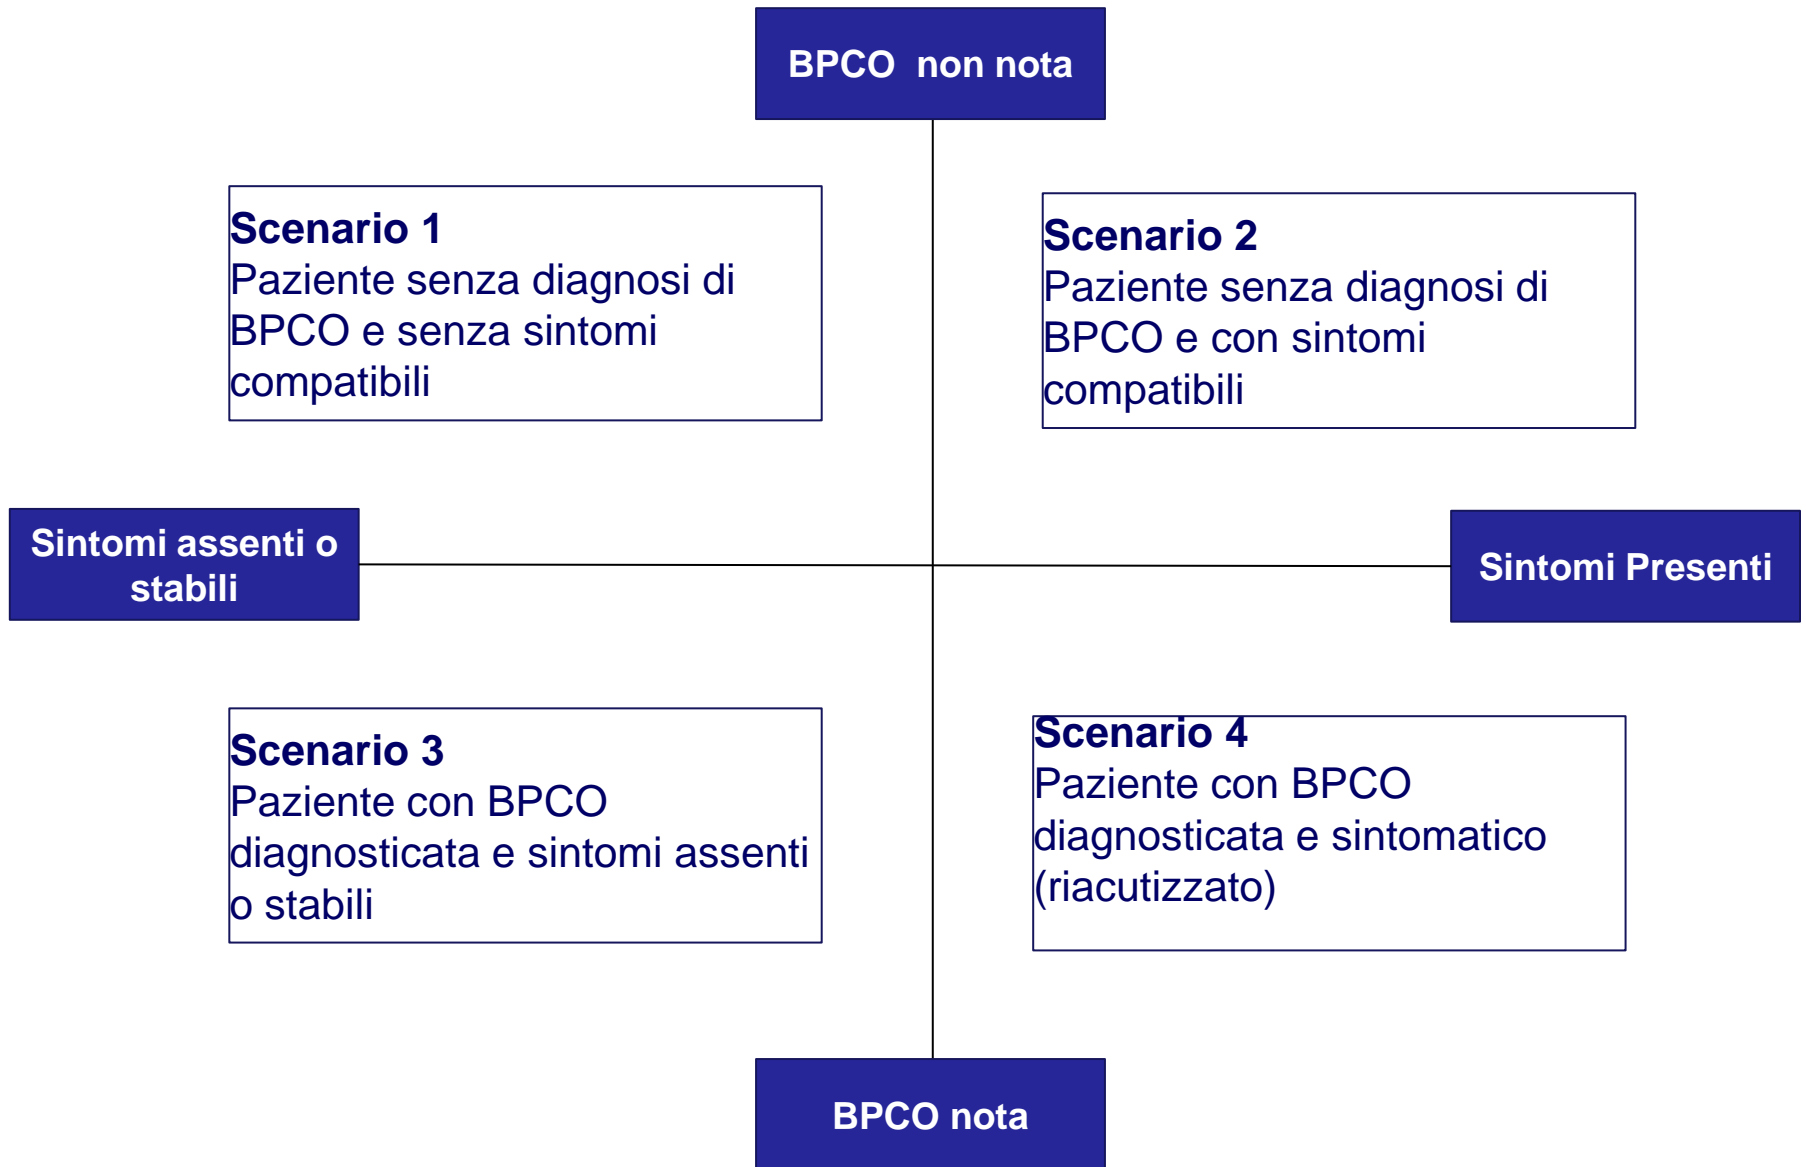 BPCO non nota
Scenario 1
Paziente senza diagnosi di
BPCO e senza sintomi
compatibili
Scenario 2
Paziente senza diagnosi di
BPCO e con sintomi
compatibili
Sintomi assenti o
stabili
Sintomi Presenti
Scenario 3
Paziente con BPCO
diagnosticata e sintomi assenti
o stabili
Scenario 4
Paziente con BPCO
diagnosticata e sintomatico
(riacutizzato)
BPCO nota